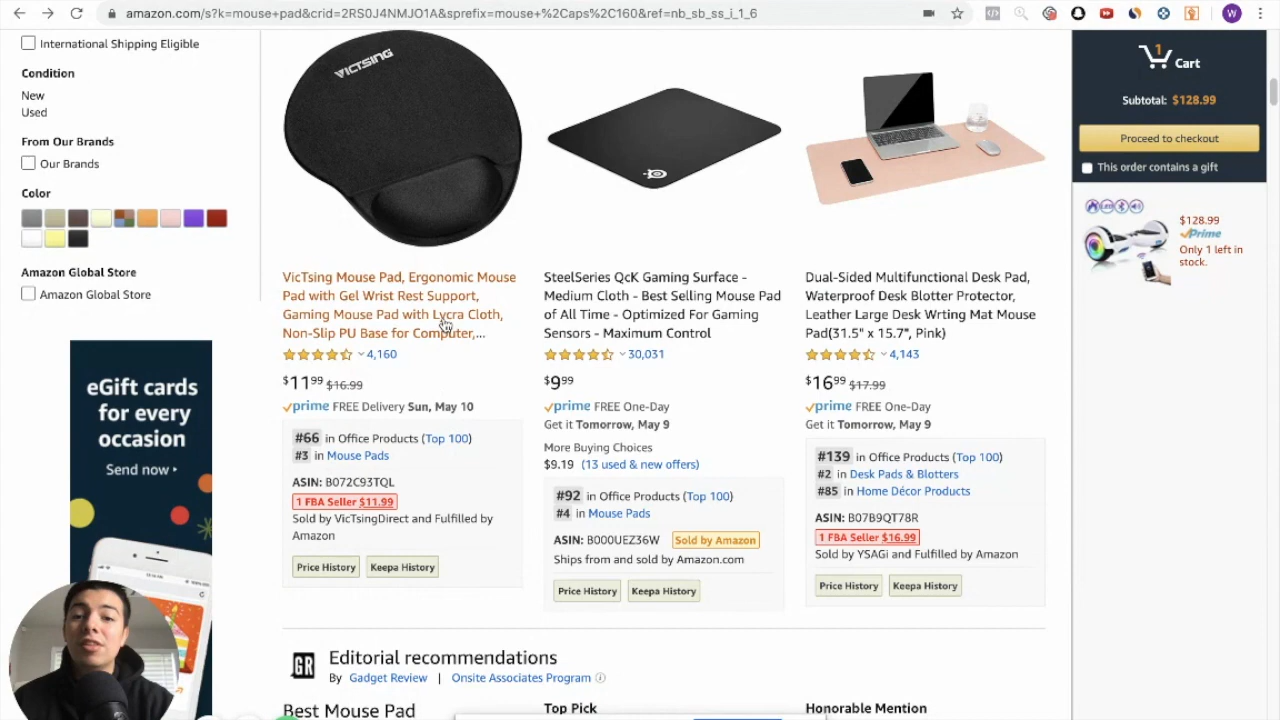 amazon.com/s?k=mouse+pad&crid=2RS0J4NMJO1A&sprefix=mouse+%2Caps%2C160&ref=nb_sb_ss_i_1_6
W
International Shipping Eligible
Condition
New
Used
From Our Brands
Our Brands
Color
Amazon Global Store
Amazon Global Store
eGift cards
for every
occasion
Send now
VICTSING
VicTsing Mouse Pad, Ergonomic Mouse
Pad with Gel Wrist Rest Support,
Gaming Mouse Pad with Lycra Cloth,
Non-Slip PU Base for Computer,...
4,160
$11 99 $16.99
prime FREE Delivery Sun, May 10
#66 in Office Products (Top 100)
#3 in Mouse Pads
ASIN: B072C93TQL
1 FBA Seller $11.99
Sold by VicTsingDirect and Fulfilled by
Amazon
Price History Keepa History
SteelSeries QcK Gaming Surface -
Medium Cloth - Best Selling Mouse Pad
of All Time - Optimized For Gaming
Sensors - Maximum Control
30,031
$9 99
prime FREE One-Day
Get it Tomorrow, May 9
More Buying Choices
$9.19 (13 used & new offers)
#92 in Office Products (Top 100)
#4 in Mouse Pads
ASIN: B000UEZ36W Sold by Amazon
Ships from and sold by Amazon.com
Price History Keepa History
Dual-Sided Multifunctional Desk Pad,
Waterproof Desk Blotter Protector,
Leather Large Desk Wrting Mat Mouse
Pad(31.5" x 15.7", Pink)
4,143
$16 99 $17.99
prime FREE One-Day
Get it Tomorrow, May 9
#139 in Office Products (Top 100)
#2 in Desk Pads & Blotters
#85 in Home Décor Products
ASIN: B07B9QT78R
1 FBA Seller $16.99
Sold by YSAGi and Fulfilled by Amazon
Price History Keepa History
GR
Editorial recommendations
By Gadget Review | Onsite Associates Program
Best Mouse Pad
Top Pick
Honorable Mention
1
Cart
Subtotal: $128.99
Proceed to checkout
This order contains a gift
$128.99
Prime
Only 1 left in
stock.